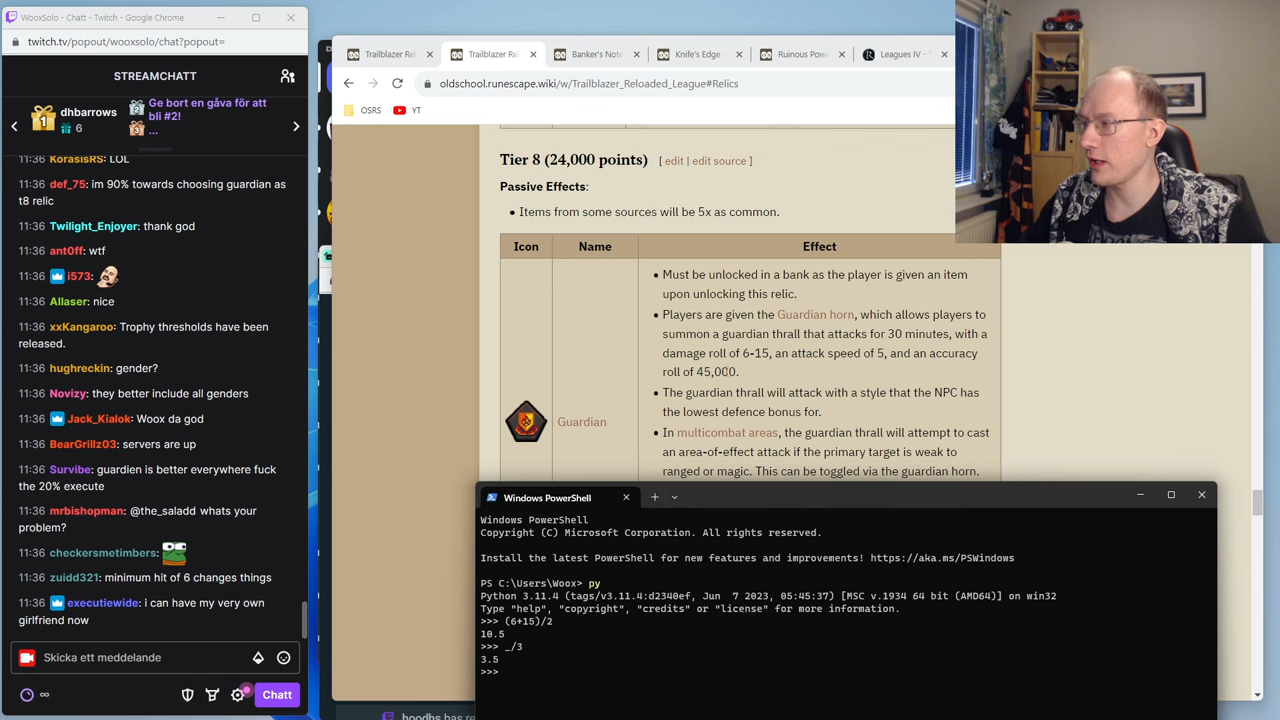 WooxSolo - Chatt - Twitch - Google Chrome
twitch.tv/popout/wooxsolo/chat?popout=
STREAMCHATT
dhbarrows
6
Ge bort en gåva för att
bli #2!
...
KorasisRS: LOL
11:36 def_75: im 90% towards choosing guardian as
t8 relic
11:36 Twilight_Enjoyer: thank god
11:36 ant0ff: wtf
11:36 i573:
11:36 Allaser: nice
11:36 xxKangaroo: Trophy thresholds have been
released.
11:36 hughreckin: gender?
11:36 Novizy: they better include all genders
11:36 Jack_Kialok: Woox da god
11:36 BearGrillz03: servers are up
11:36 Survibe: guardien is better everywhere fuck
the 20% execute
11:36 mrbishopman: @the_saladd whats your
problem?
11:36 checkersmetimbers:
11:36 zuidd321: minimum hit of 6 changes things
11:36 executiewide: i can have my very own
girlfriend now
Skicka ett meddelande
Chatt
Trailblazer Rel
Trailblazer Rel
Banker's Note
Knife's Edge -
Ruinous Pow
Leagues IV - T
oldschool.runescape.wiki/w/Trailblazer_Reloaded_League#Relics
OSRS
YT
Tier 8 (24,000 points) [ edit | edit source ]
Passive Effects:
Items from some sources will be 5x as common.
Icon Name Effect
Must be unlocked in a bank as the player is given an item
upon unlocking this relic.
Players are given the Guardian horn, which allows players to
summon a guardian thrall that attacks for 30 minutes, with a
damage roll of 6-15, an attack speed of 5, and an accuracy
roll of 45,000.
The guardian thrall will attack with a style that the NPC has
the lowest defence bonus for.
Guardian
In multicombat areas, the guardian thrall will attempt to cast
an area-of-effect attack if the primary target is weak to
ranged or magic. This can be toggled via the guardian horn.
Windows PowerShell
Windows PowerShell
Copyright (C) Microsoft Corporation. All rights reserved.
Install the latest PowerShell for new features and improvements! https://aka.ms/PSWindows
PS C:\Users\Woox> py
Python 3.11.4 (tags/v3.11.4:d2340ef, Jun  7 2023, 05:45:37) [MSC v.1934 64 bit (AMD64)] on win32
Type "help", "copyright", "credits" or "license" for more information.
>>> (6+15)/2
10.5
>>> _/3
3.5
>>>
hoodbs has re